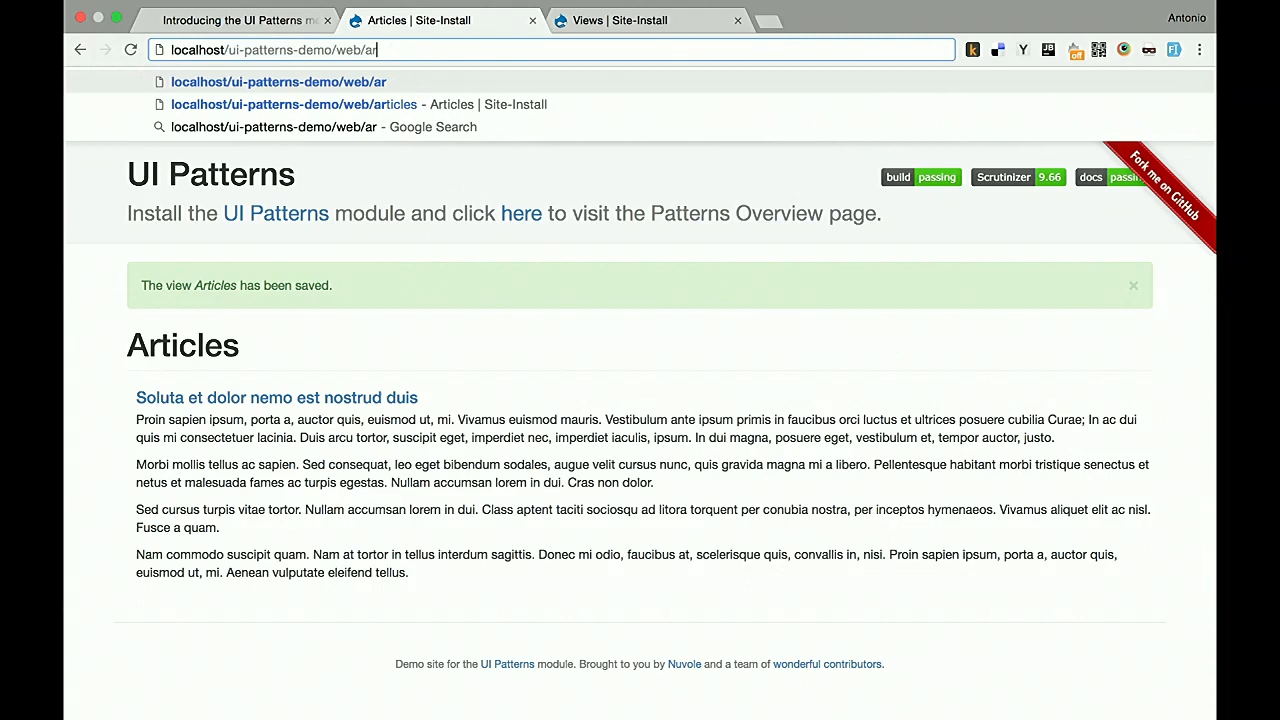 Introducing the UI Patterns m
Articles | Site-Install
Views | Site-Install
Antonio
localhost/ui-patterns-demo/web/ar
localhost/ui-patterns-demo/web/ar
localhost/ui-patterns-demo/web/articles - Articles | Site-Install
localhost/ui-patterns-demo/web/ar - Google Search
UI Patterns
build passing
Scrutinizer 9.66
docs passin
Fork me on GitHub
Install the UI Patterns module and click here to visit the Patterns Overview page.
The view Articles has been saved.
Articles
Soluta et dolor nemo est nostrud duis
Proin sapien ipsum, porta a, auctor quis, euismod ut, mi. Vivamus euismod mauris. Vestibulum ante ipsum primis in faucibus orci luctus et ultrices posuere cubilia Curae; In ac dui
quis mi consectetuer lacinia. Duis arcu tortor, suscipit eget, imperdiet nec, imperdiet iaculis, ipsum. In dui magna, posuere eget, vestibulum et, tempor auctor, justo.
Morbi mollis tellus ac sapien. Sed consequat, leo eget bibendum sodales, augue velit cursus nunc, quis gravida magna mi a libero. Pellentesque habitant morbi tristique senectus et
netus et malesuada fames ac turpis egestas. Nullam accumsan lorem in dui. Cras non dolor.
Sed cursus turpis vitae tortor. Nullam accumsan lorem in dui. Class aptent taciti sociosqu ad litora torquent per conubia nostra, per inceptos hymenaeos. Vivamus aliquet elit ac nisl.
Fusce a quam.
Nam commodo suscipit quam. Nam at tortor in tellus interdum sagittis. Donec mi odio, faucibus at, scelerisque quis, convallis in, nisi. Proin sapien ipsum, porta a, auctor quis,
euismod ut, mi. Aenean vulputate eleifend tellus.
Demo site for the UI Patterns module. Brought to you by Nuvole and a team of wonderful contributors.